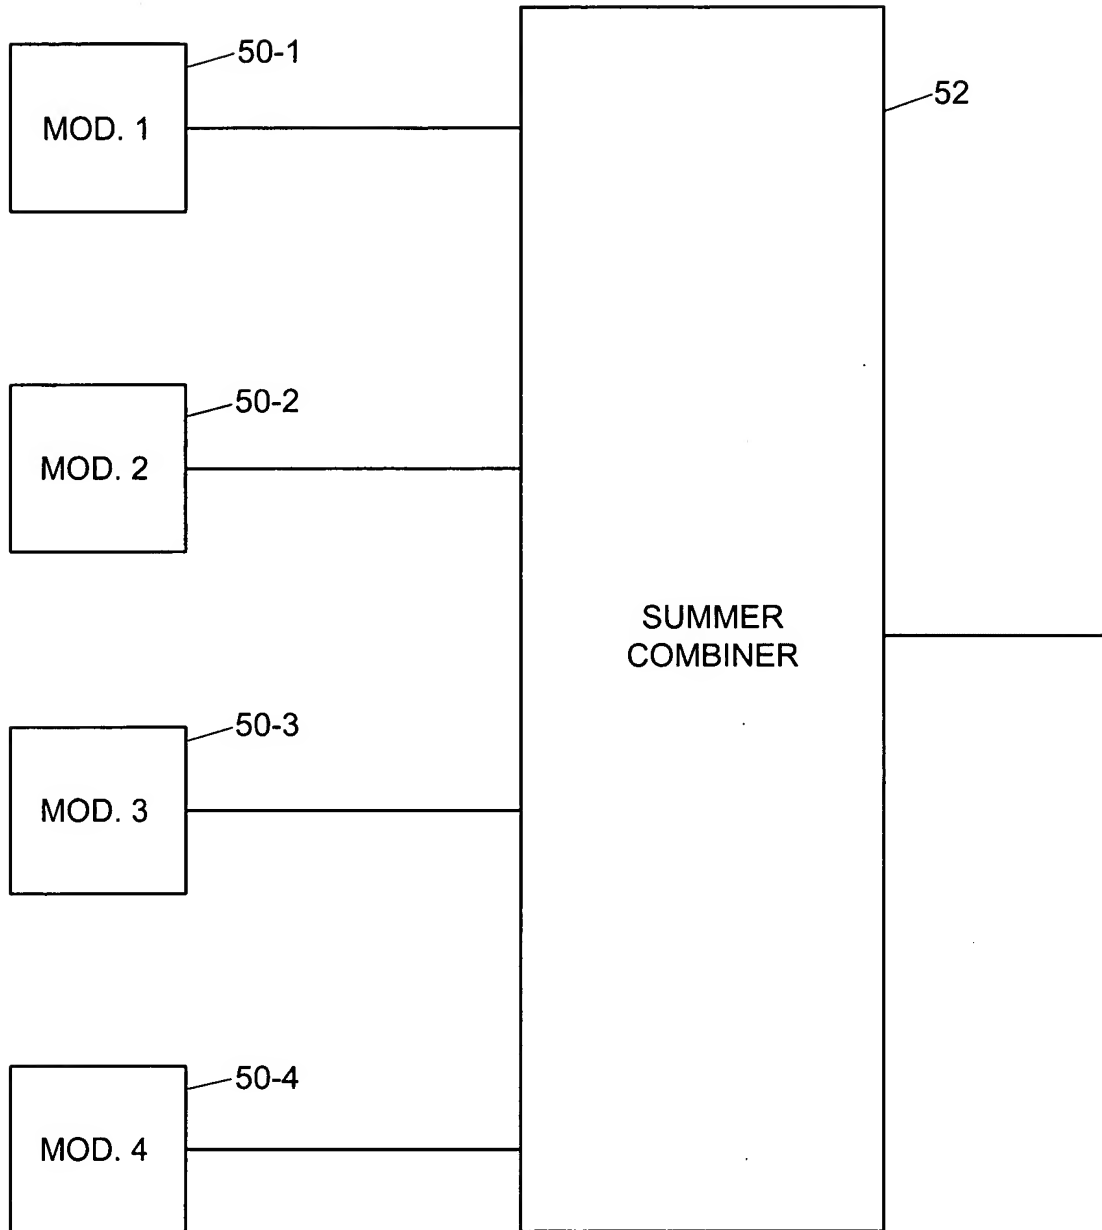 50-1
MOD. 1
52
50-2
MOD. 2
SUMMER
COMBINER
50-3
MOD. 3
50-4
MOD. 4